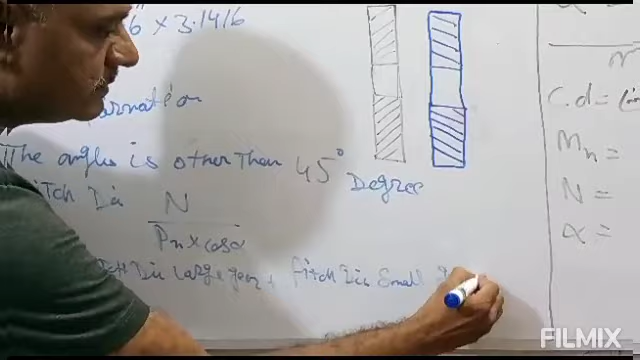 6" × 3.1416
The angle is other than 45° Degree
Pitch Dia N
Pn × cosα
Pitch Dia Large gear + Pitch Dia Small
α =
C.d =
Mn =
N =
α =
FILMIX